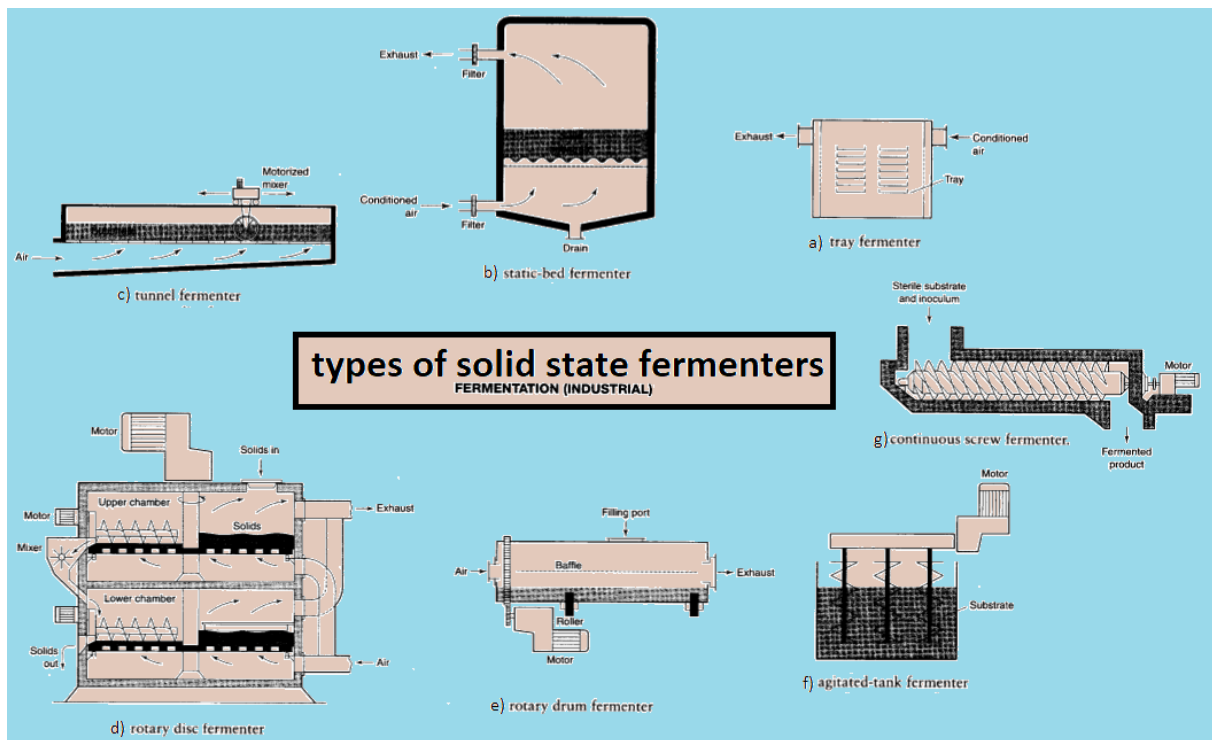 Exhaust
Filter
Conditioned
air
Filter
Drain
b) static-bed fermenter
Exhaust
Conditioned
air
Tray
a) tray fermenter
Motorized
mixer
Air
c) tunnel fermenter
types of solid state fermenters
FERMENTATION (INDUSTRIAL)
Sterile substrate
and inoculum
Motor
g) continuous screw fermenter.
Fermented
product
Motor
Solids in
Upper chamber
Exhaust
Motor
Solids
Mixer
Lower chamber
Solids
out
Air
d) rotary disc fermenter
Filling port
Air
Baffle
Exhaust
Roller
Motor
e) rotary drum fermenter
Motor
Substrate
f) agitated-tank fermenter